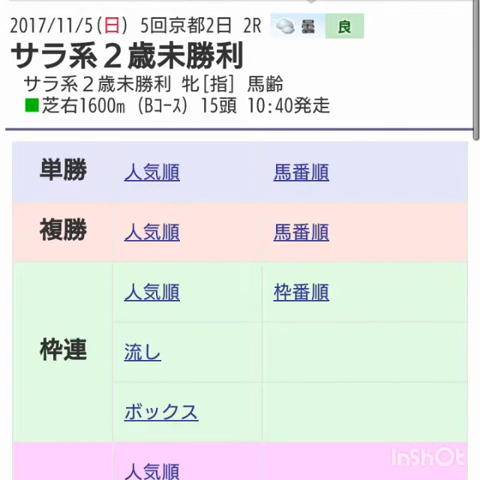 2017/11/5(日) 5回京都2日 2R 曇 良
サラ系２歳未勝利
サラ系２歳未勝利 牝[指] 馬齢
■芝右1600m (Bｺｰｽ) 15頭 10:40発走
単勝 人気順 馬番順
複勝 人気順 馬番順
人気順 枠番順
枠連 流し
ボックス
人気順
InShOt